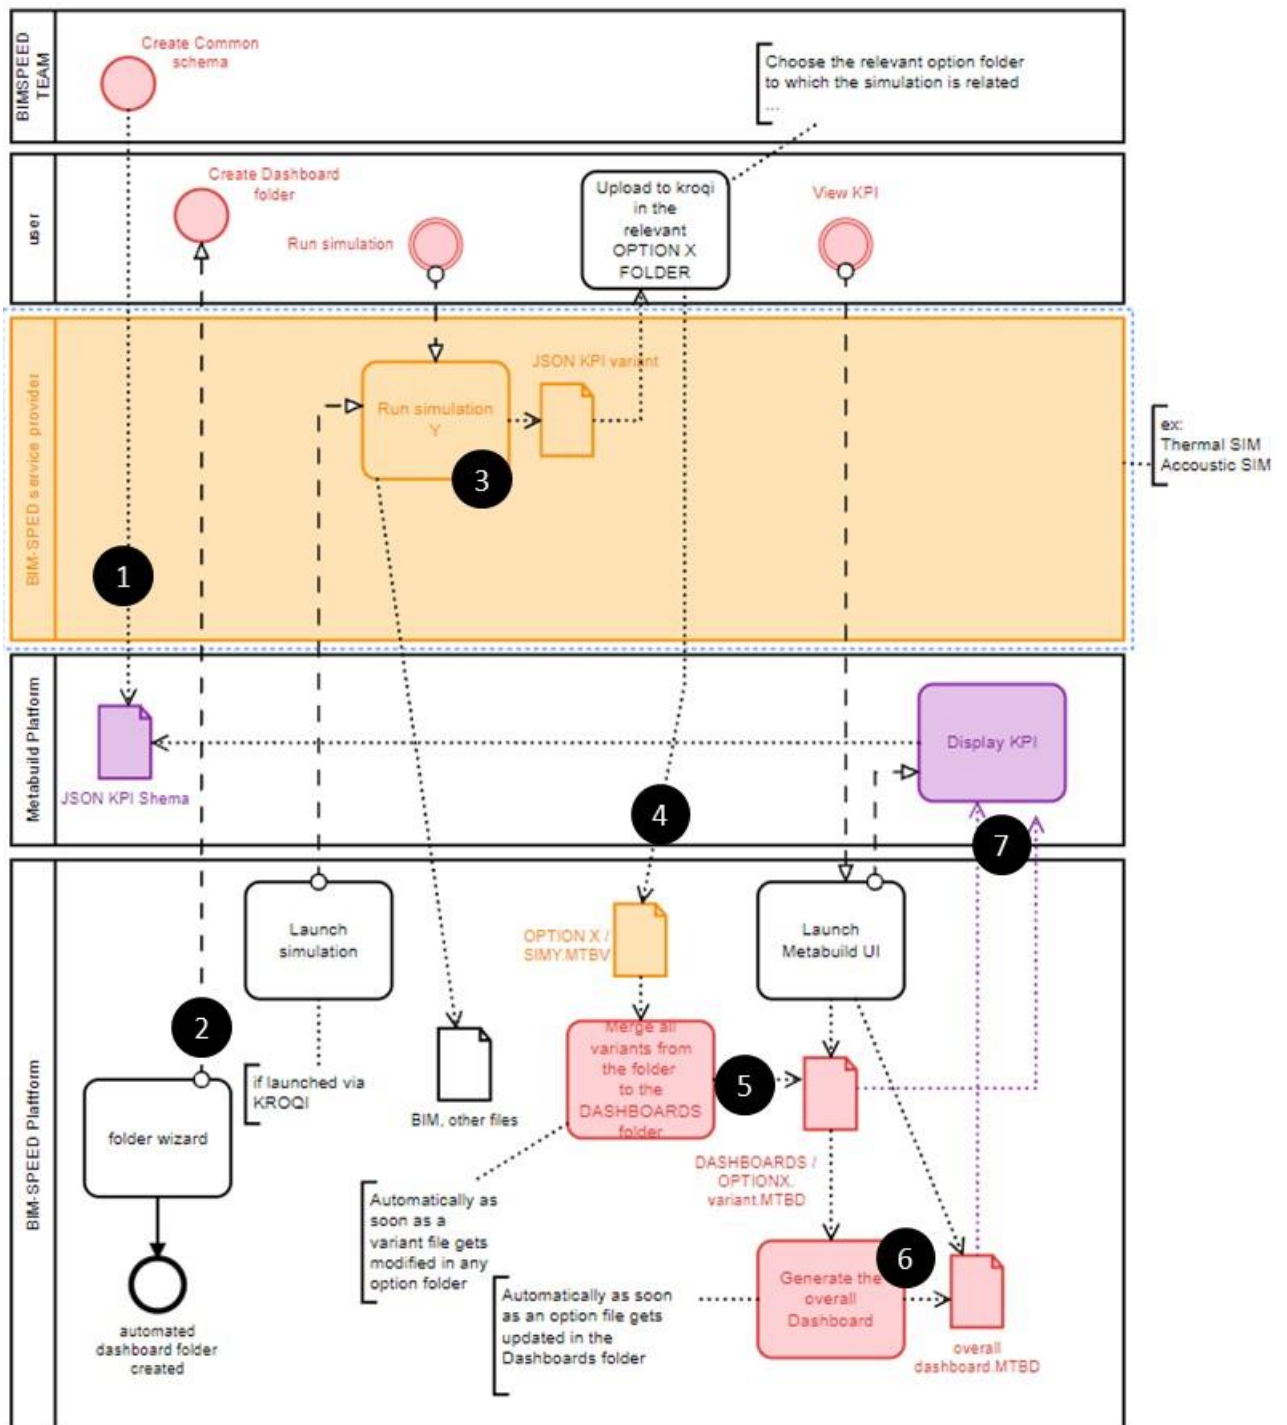 BIMSPEED
TEAM
Create Common
schema
Choose the relevant option folder
to which the simulation is related
...
user
Create Dashboard
folder
Run simulation
Upload to kroqi
in the
relevant
OPTION X
FOLDER
View KPI
BIM-SPED service provider
Run simulation
Y
3
JSON KPI variant
ex:
Thermal SIM
Accoustic SIM
1
Metabuild Platform
JSON KPI Shema
Display KPI
4
7
BIM-SPEED Plattform
Launch
simulation
OPTION X /
SIMY.MTBV
Launch
Metabuild UI
2
if launched via
KROQI
folder wizard
BIM, other files
Merge all
variants from
the folder
to the
DASHBOARDS
folder
5
DASHBOARDS /
OPTIONX.
variant.MTBD
Automatically as
soon as a
variant file gets
modified in any
option folder
6
Generate the
overall
Dashboard
Automatically as soon
as an option file gets
updated in the
Dashboards folder
overall
dashboard.MTBD
automated
dashboard folder
created